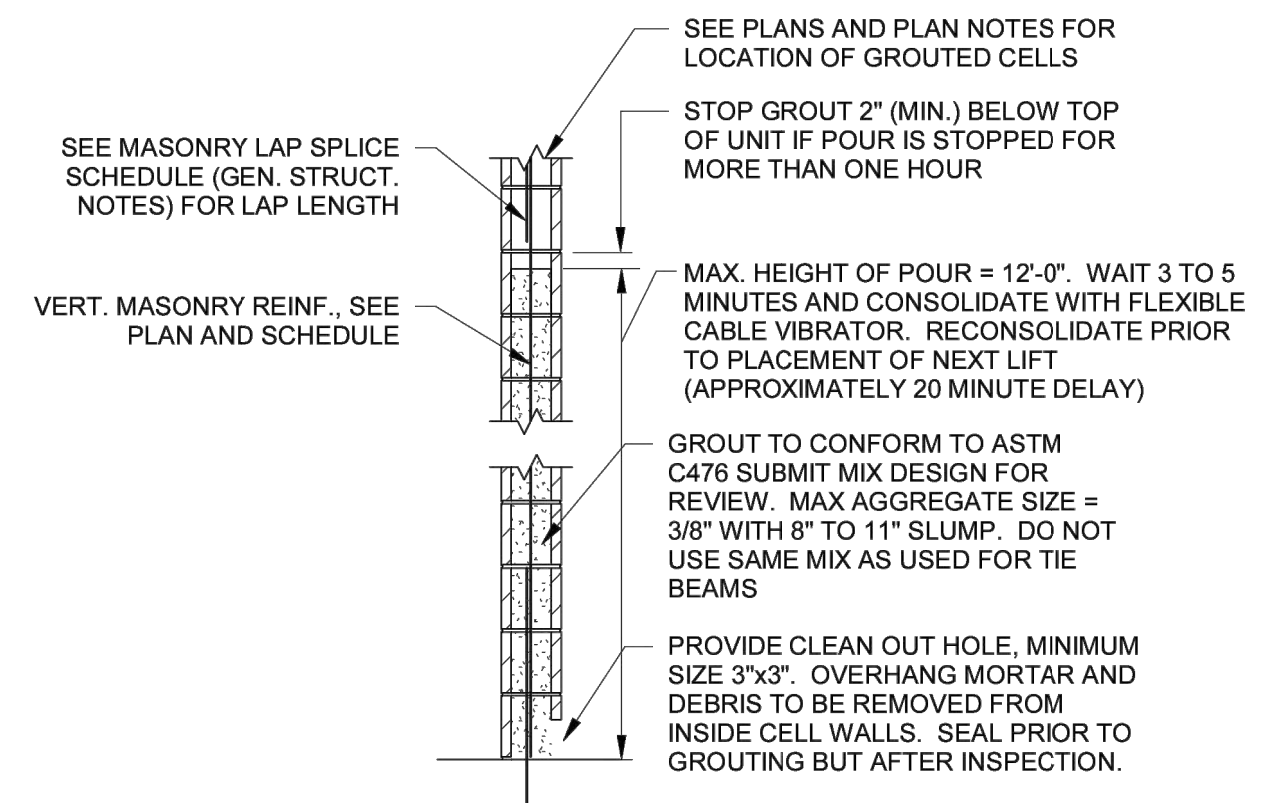 SEE PLANS AND PLAN NOTES FOR
LOCATION OF GROUTED CELLS
STOP GROUT 2" (MIN.) BELOW TOP
OF UNIT IF POUR IS STOPPED FOR
MORE THAN ONE HOUR
SEE MASONRY LAP SPLICE
SCHEDULE (GEN. STRUCT.
NOTES) FOR LAP LENGTH
MAX. HEIGHT OF POUR = 12'-0". WAIT 3 TO 5
MINUTES AND CONSOLIDATE WITH FLEXIBLE
CABLE VIBRATOR. RECONSOLIDATE PRIOR
TO PLACEMENT OF NEXT LIFT
(APPROXIMATELY 20 MINUTE DELAY)
VERT. MASONRY REINF., SEE
PLAN AND SCHEDULE
GROUT TO CONFORM TO ASTM
C476 SUBMIT MIX DESIGN FOR
REVIEW. MAX AGGREGATE SIZE =
3/8" WITH 8" TO 11" SLUMP. DO NOT
USE SAME MIX AS USED FOR TIE
BEAMS
PROVIDE CLEAN OUT HOLE, MINIMUM
SIZE 3"x3". OVERHANG MORTAR AND
DEBRIS TO BE REMOVED FROM
INSIDE CELL WALLS. SEAL PRIOR TO
GROUTING BUT AFTER INSPECTION.